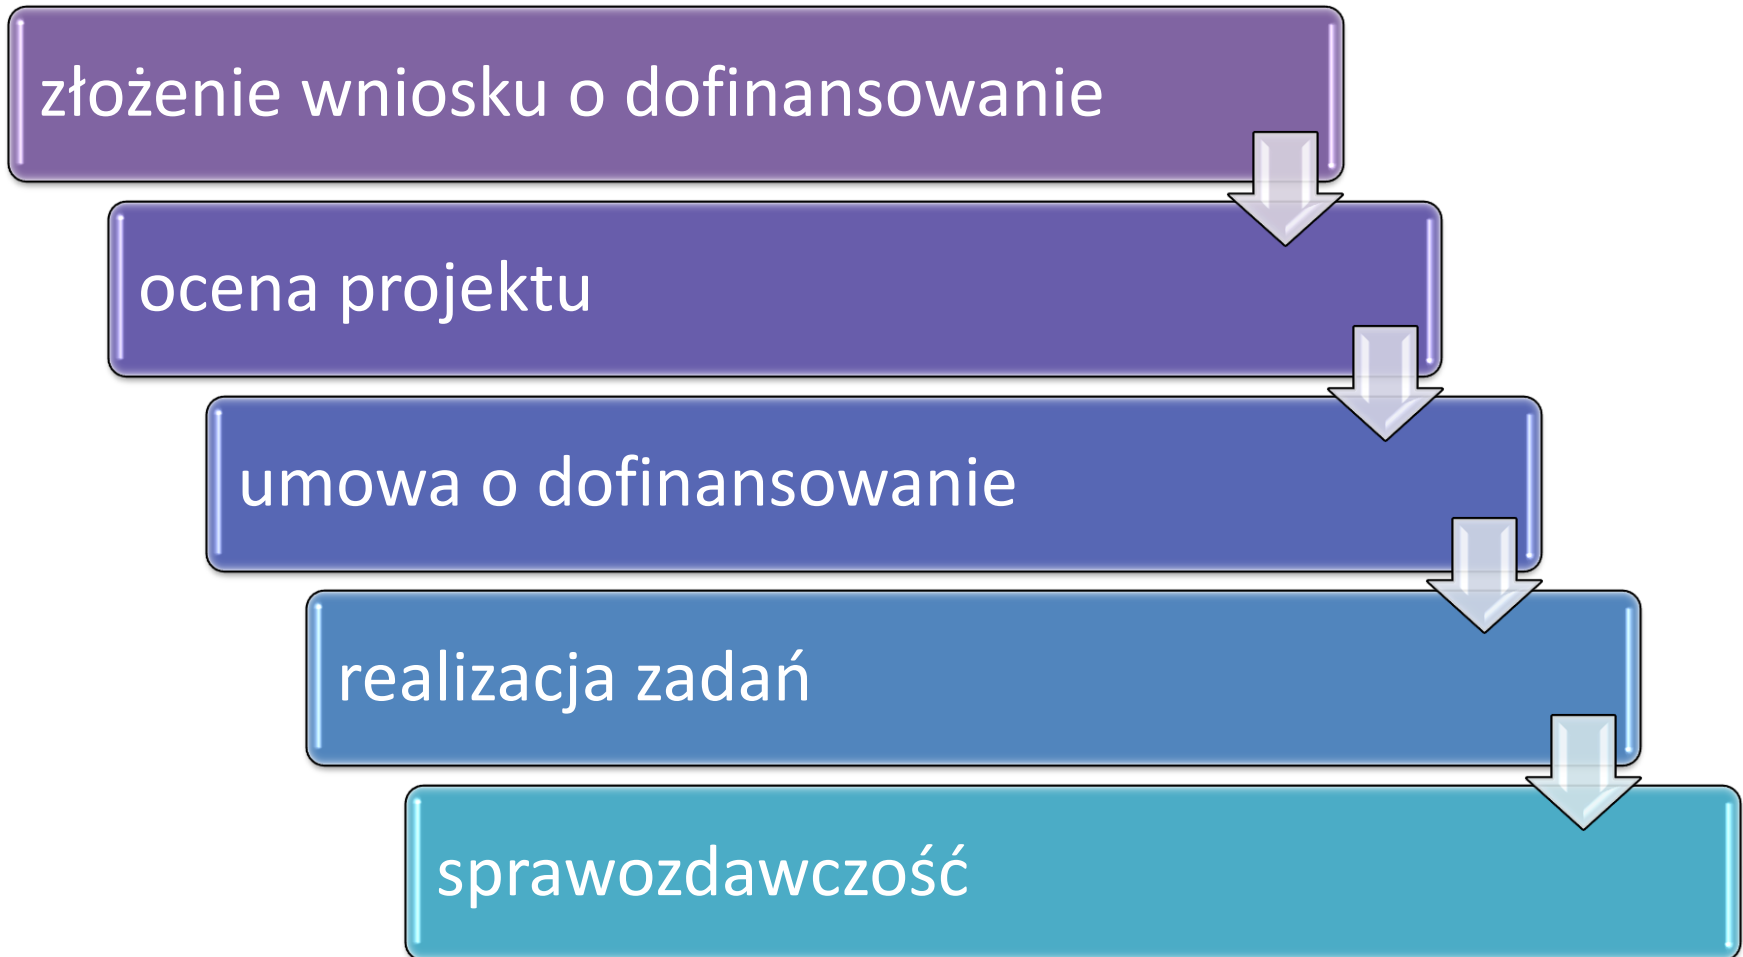 złożenie wniosku o dofinansowanie
ocena projektu
umowa o dofinansowanie
realizacja zadań
sprawozdawczość